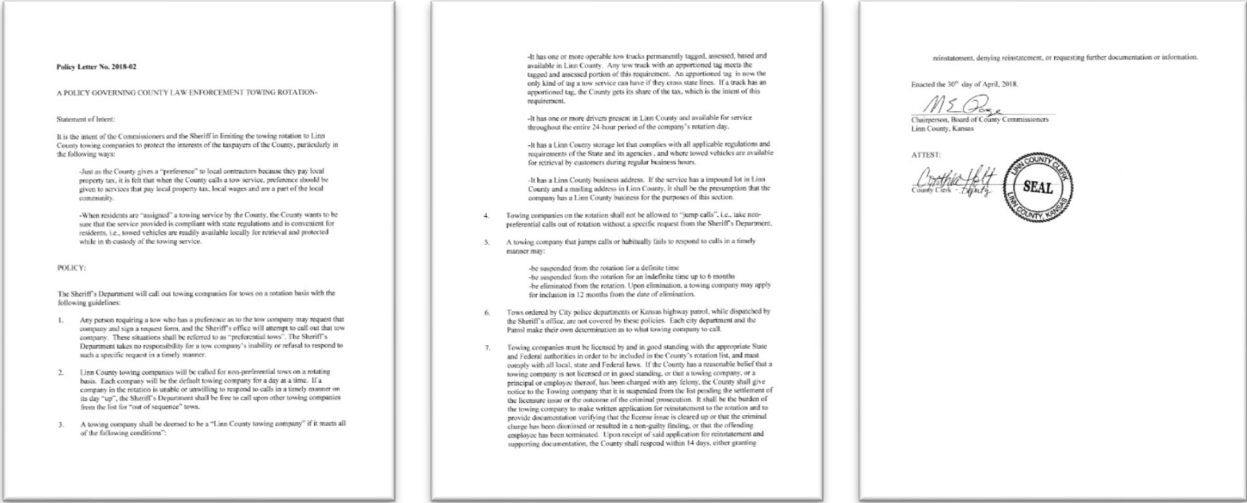 Policy Letter No. 2018-02
A POLICY GOVERNING COUNTY LAW ENFORCEMENT TOWING ROTATION-
Statement of Intent:
It is the intent of the Commissioners and the Sheriff in limiting the towing rotation to Linn
County towing companies to protect the interests of the taxpayers of the County, particularly in
the following ways:
-Just as the County gives a "preference" to local contractors because they pay local
property tax, it is felt that when the County calls a tow service, preference should be
given to services that pay local property tax, local wages and are a part of the local
community.
-When residents are "assigned" a towing service by the County, the County wants to be
sure that the service provided is compliant with state regulations and is convenient for
residents, i.e., towed vehicles are readily available locally for retrieval and protected
while in th custody of the towing service.
POLICY:
The Sheriff's Department will call out towing companies for tows on a rotation basis with the
following guidelines:
1. Any person requiring a tow who has a preference as to the tow company may request that
company and sign a request form, and the Sheriff's office will attempt to call out that tow
company. These situations shall be referred to as "preferential tows". The Sheriff's
Department takes no responsibility for a tow company's inability or refusal to respond to
such a specific request in a timely manner.
2. Linn County towing companies will be called for non-preferential tows on a rotating
basis. Each company will be the default towing company for a day at a time. If a
company in the rotation is unable or unwilling to respond to calls in a timely manner on
its day "up", the Sheriff's Department shall be free to call upon other towing companies
from the list for "out of sequence" tows.
3. A towing company shall be deemed to be a "Linn County towing company" if it meets all
of the following conditions":
-It has one or more operable tow trucks permanently tagged, assessed, based and
available in Linn County. Any tow truck with an apportioned tag meets the
tagged and assessed portion of this requirement. An apportioned tag is now the
only kind of tag a tow service can have if they cross state lines. If a truck has an
apportioned tag, the County gets its share of the tax, which is the intent of this
requirement.
-It has one or more drivers present in Linn County and available for service
throughout the entire 24-hour period of the company's rotation day.
-It has a Linn County storage lot that complies with all applicable regulations and
requirements of the State and its agencies , and where towed vehicles are available
for retrieval by customers during regular business hours.
-It has a Linn County business address. If the service has an impound lot in Linn
County and a mailing address in Linn County, it shall be the presumption that the
company has a Linn County business for the purposes of this section.
4. Towing companies on the rotation shall not be allowed to "jump calls", i.e., take non-
preferential calls out of rotation without a specific request from the Sheriff's Department.
5. A towing company that jumps calls or habitually fails to respond to calls in a timely
manner may:
-be suspended from the rotation for a definite time
-be suspended from the rotation for an indefinite time up to 6 months
-be eliminated from the rotation. Upon elimination, a towing company may apply
for inclusion in 12 months from the date of elimination.
6. Tows ordered by City police departments or Kansas highway patrol, while dispatched by
the Sheriff's office, are not covered by these policies. Each city department and the
Patrol make their own determination as to what towing company to call.
7. Towing companies must be licensed by and in good standing with the appropriate State
and Federal authorities in order to be included in the County's rotation list, and must
comply with all local, state and Federal laws. If the County has a reasonable belief that a
towing company is not licensed or in good standing, or that a towing company, or a
principal or employee thereof, has been charged with any felony, the County shall give
notice to the Towing company that it is suspended from the list pending the settlement of
the licensure issue or the outcome of the criminal prosecution. It shall be the burden of
the towing company to make written application for reinstatement to the rotation and to
provide documentation verifying that the license issue is cleared up or that the criminal
charge has been dismissed or resulted in a non-guilty finding, or that the offending
employee has been terminated. Upon receipt of said application for reinstatement and
supporting documentation, the County shall respond within 14 days, either granting
reinstatement, denying reinstatement, or requesting further documentation or information.
Enacted the 30th day of April, 2018.
Chairperson, Board of County Commissioners
Linn County, Kansas
ATTEST:
County Clerk - Deputy
LINN COUNTY CLERK
SEAL
LINN COUNTY, KANSAS